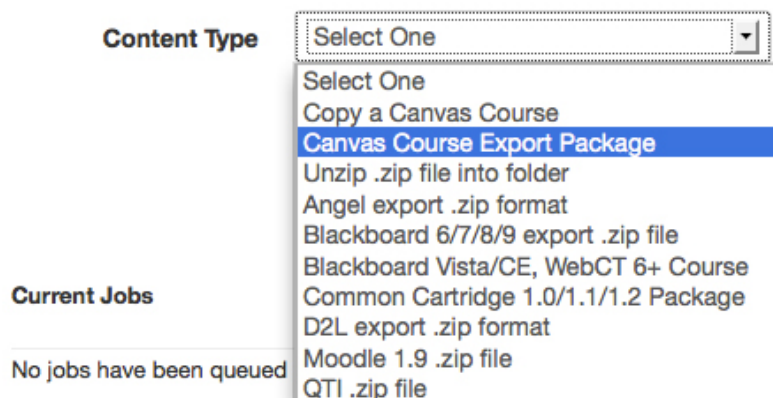 Content Type
Select One
Select One
Copy a Canvas Course
Canvas Course Export Package
Unzip .zip file into folder
Angel export .zip format
Blackboard 6/7/8/9 export .zip file
Blackboard Vista/CE, WebCT 6+ Course
Common Cartridge 1.0/1.1/1.2 Package
D2L export .zip format
Moodle 1.9 .zip file
QTI .zip file
Current Jobs
No jobs have been queued